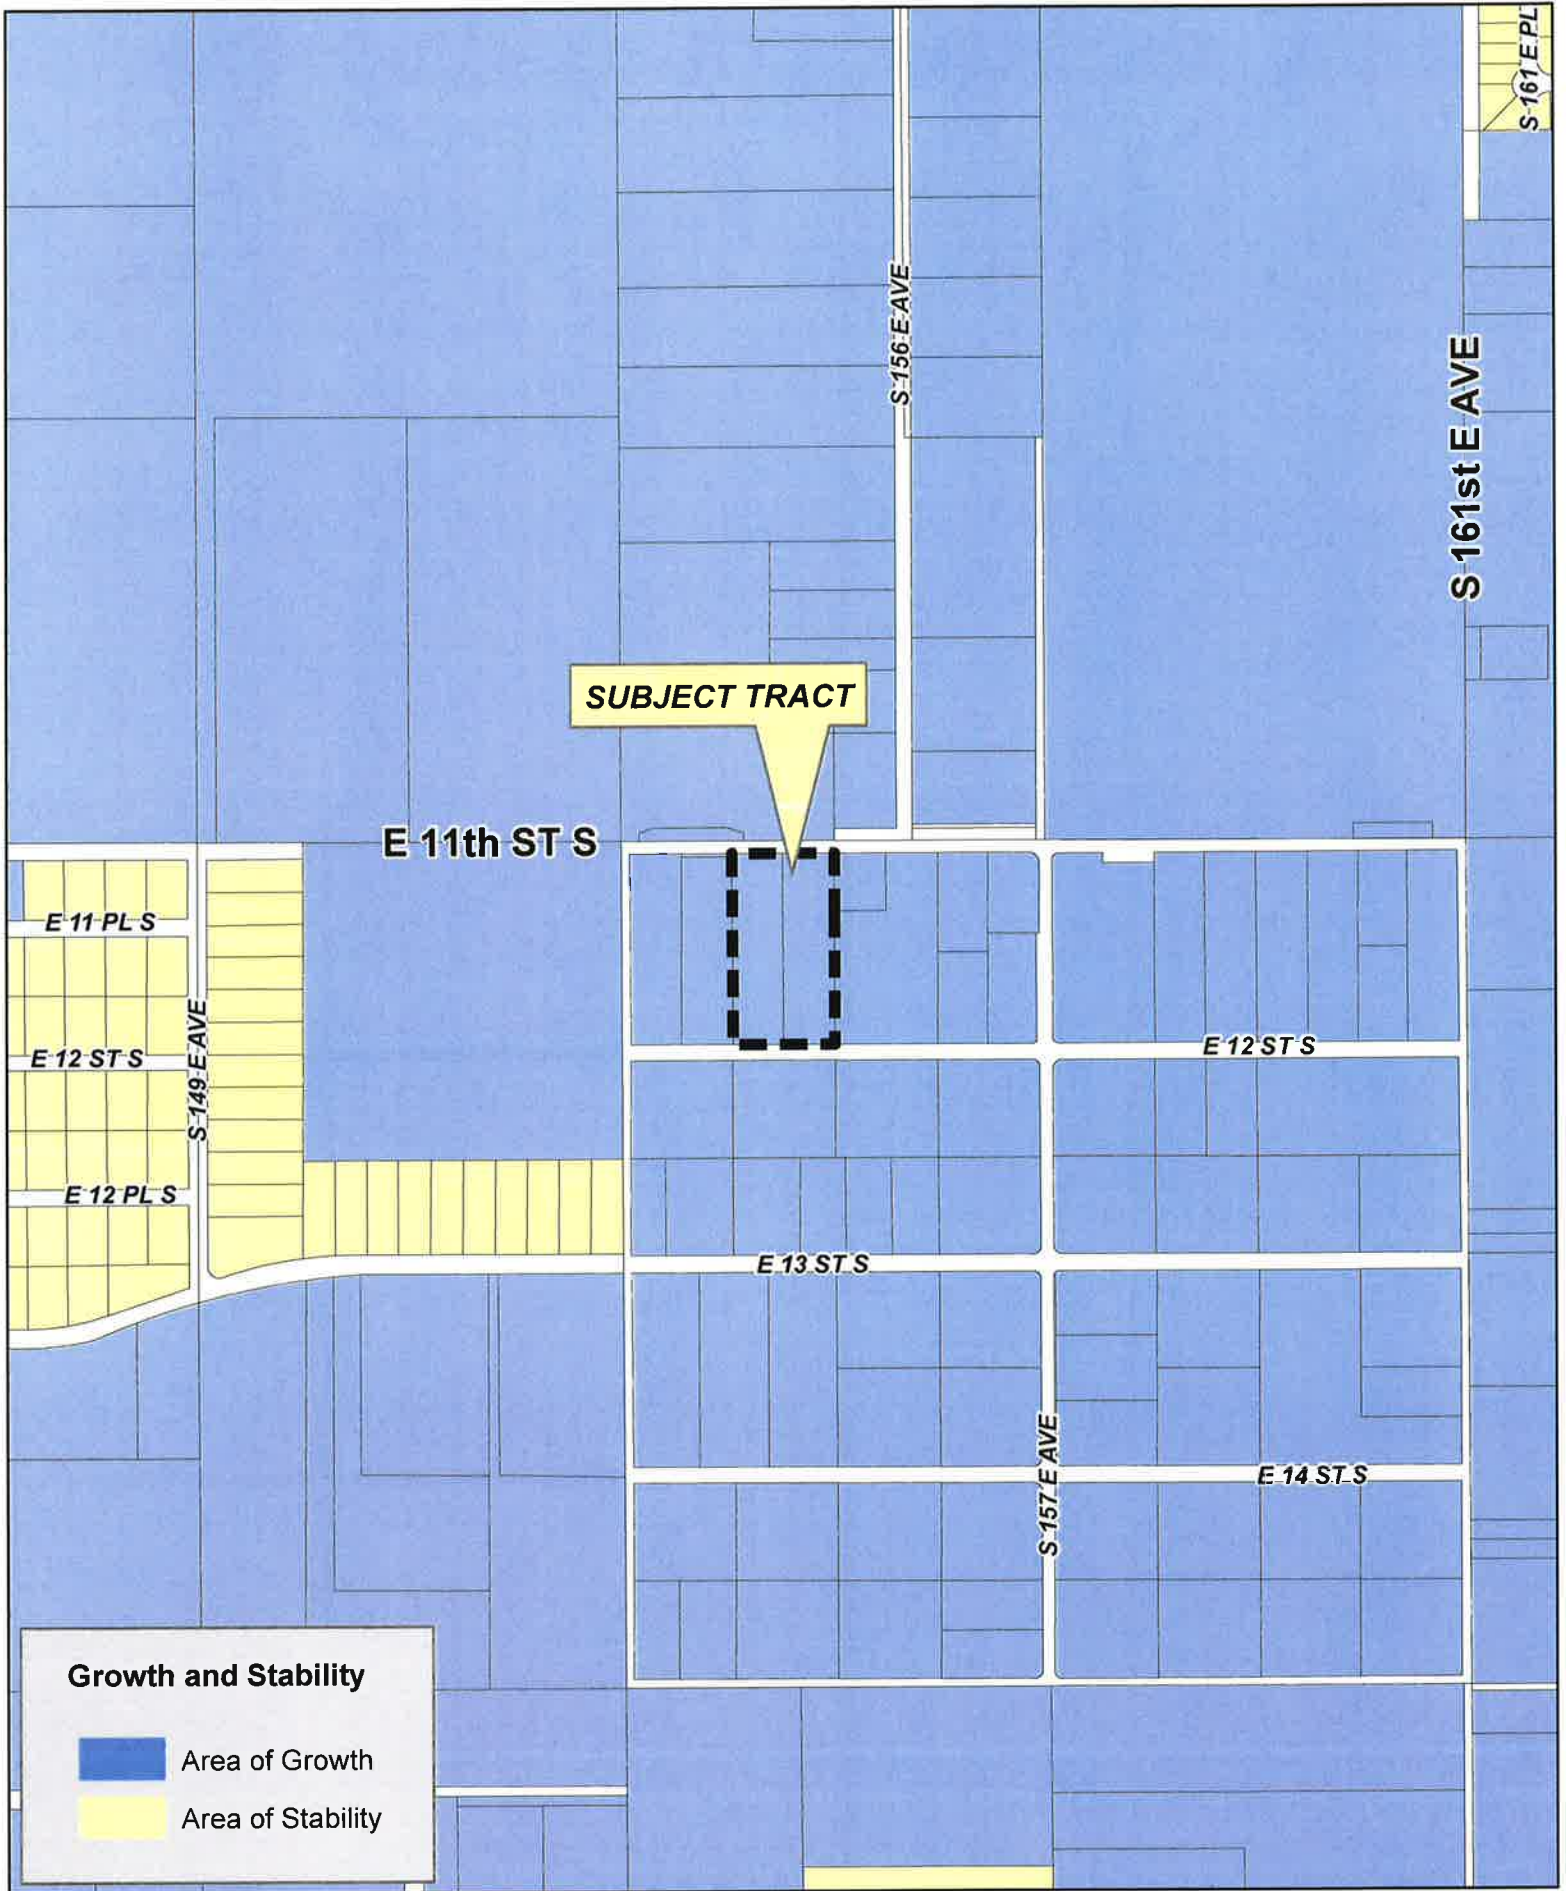 S 161 E PL
S 156 E AVE
S 161st E AVE
SUBJECT TRACT
E 11th ST S
E 11 PL S
S 149 E AVE
E 12 ST S
E 12 ST S
E 12 PL S
E 13 ST S
S 157 E AVE
E 14 ST S
Growth and Stability
Area of Growth
Area of Stability